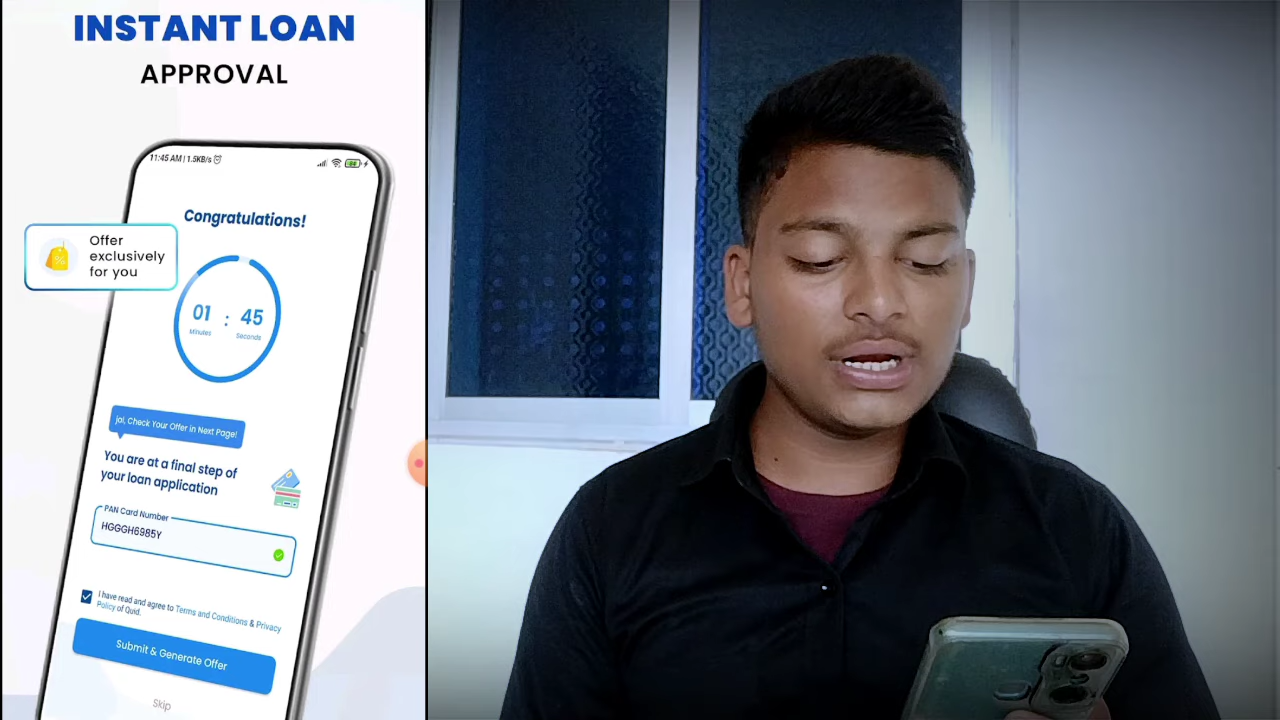 INSTANT LOAN
APPROVAL
11:45 AM | 1.5KB/s
Congratulations!
Offer
exclusively
for you
%
01 : 45
Minutes Seconds
jai, Check Your Offer in Next Page!
You are at a final step of
your loan application
PAN Card Number
HGGGH6985Y
I have read and agree to Terms and Conditions & Privacy
Policy of Quid.
Submit & Generate Offer
Skip